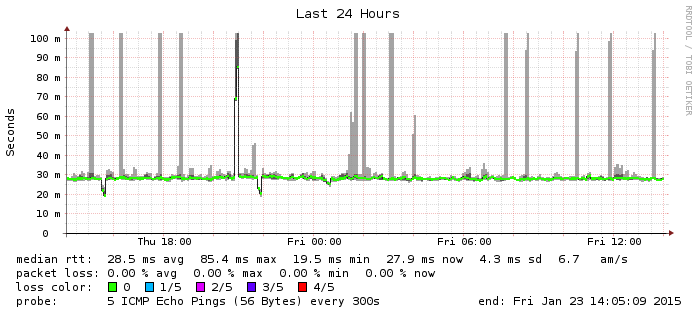 Last 24 Hours
RRDTOOL / TOBI OETIKER
Seconds
100 m
90 m
80 m
70 m
60 m
50 m
40 m
30 m
20 m
10 m
0
Thu 18:00 Fri 00:00 Fri 06:00 Fri 12:00
median rtt: 28.5 ms avg 85.4 ms max 19.5 ms min 27.9 ms now 4.3 ms sd 6.7 am/s
packet loss: 0.00 % avg 0.00 % max 0.00 % min 0.00 % now
loss color: 0 1/5 2/5 3/5 4/5
probe: 5 ICMP Echo Pings (56 Bytes) every 300s end: Fri Jan 23 14:05:09 2015